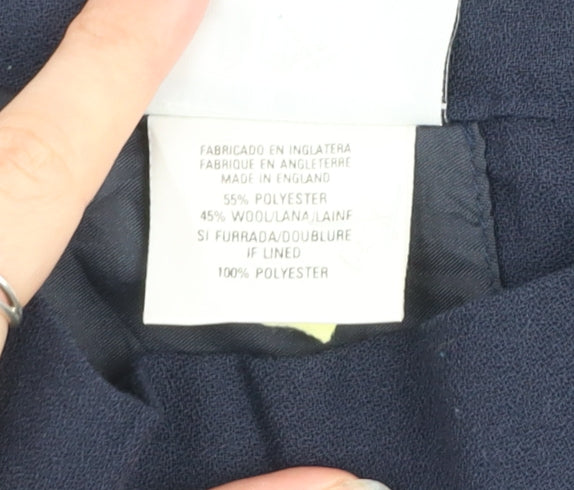 FABRICADO EN INGLATERA
FABRIQUE EN ANGLETERRE
MADE IN ENGLAND
55% POLYESTER
45% WOOL/LANA/LAINF
SI FURRADA/DOUBLURE
IF LINED
100% POLYESTER